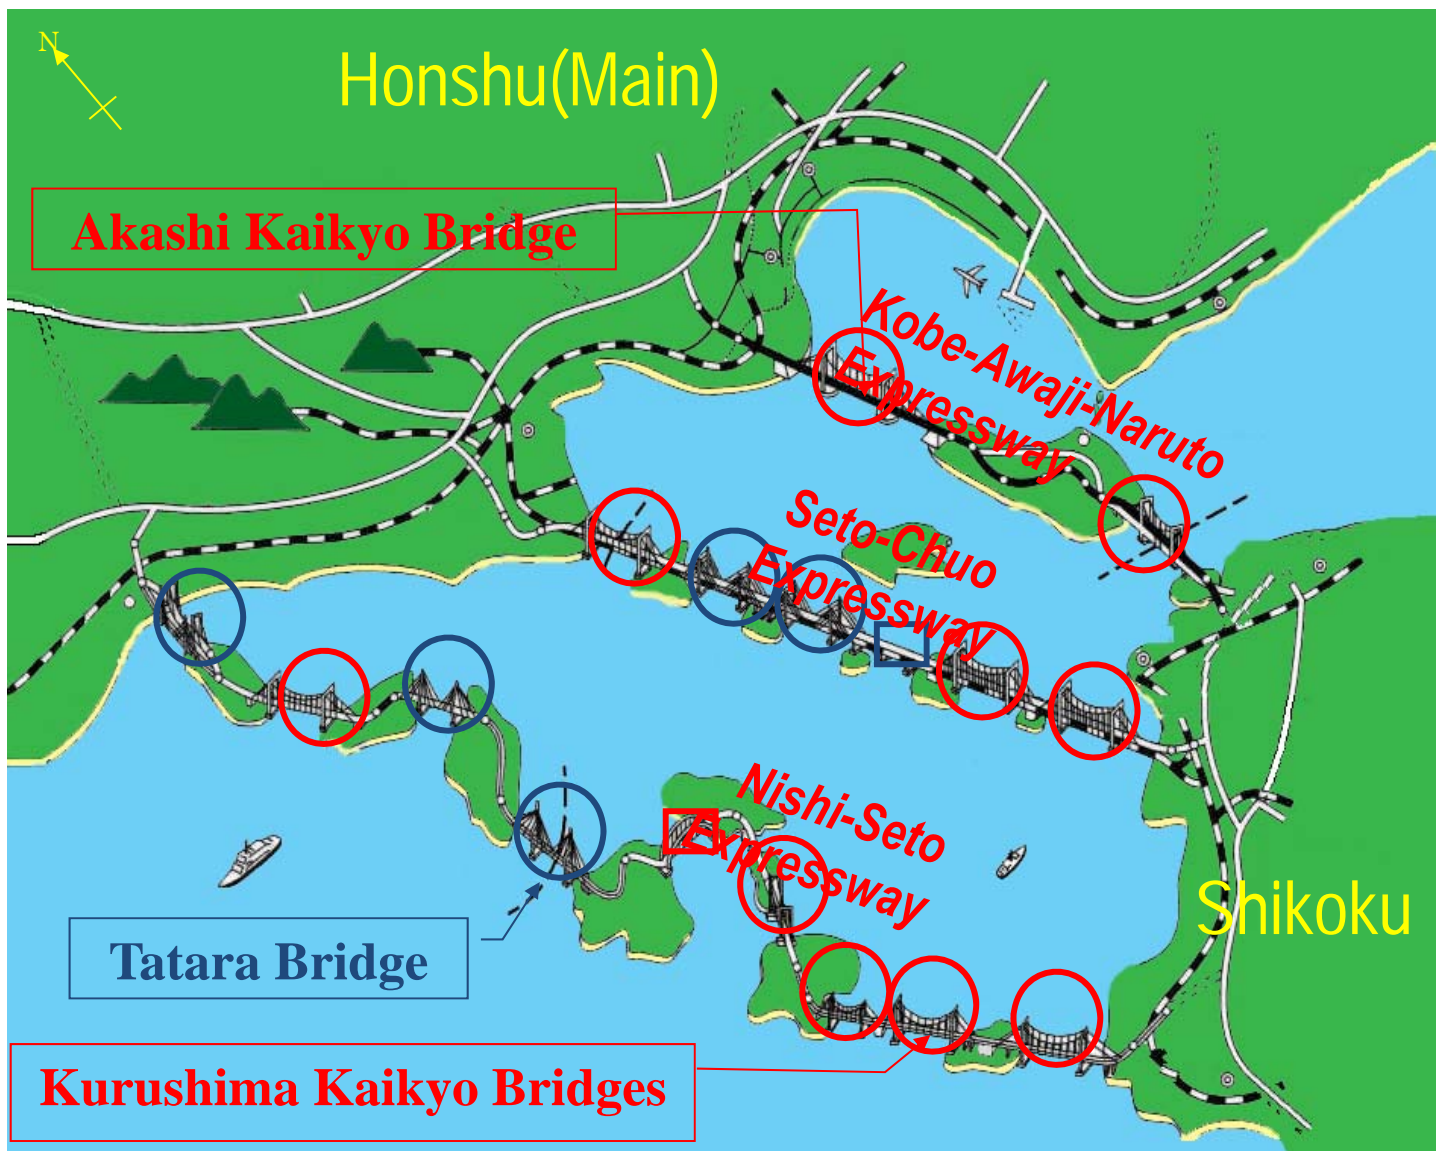 N
Honshu(Main)
Akashi Kaikyo Bridge
Kobe-Awaji-Naruto
Expressway
Seto-Chuo
Expressway
Nishi-Seto
Expressway
Shikoku
Tatara Bridge
Kurushima Kaikyo Bridges